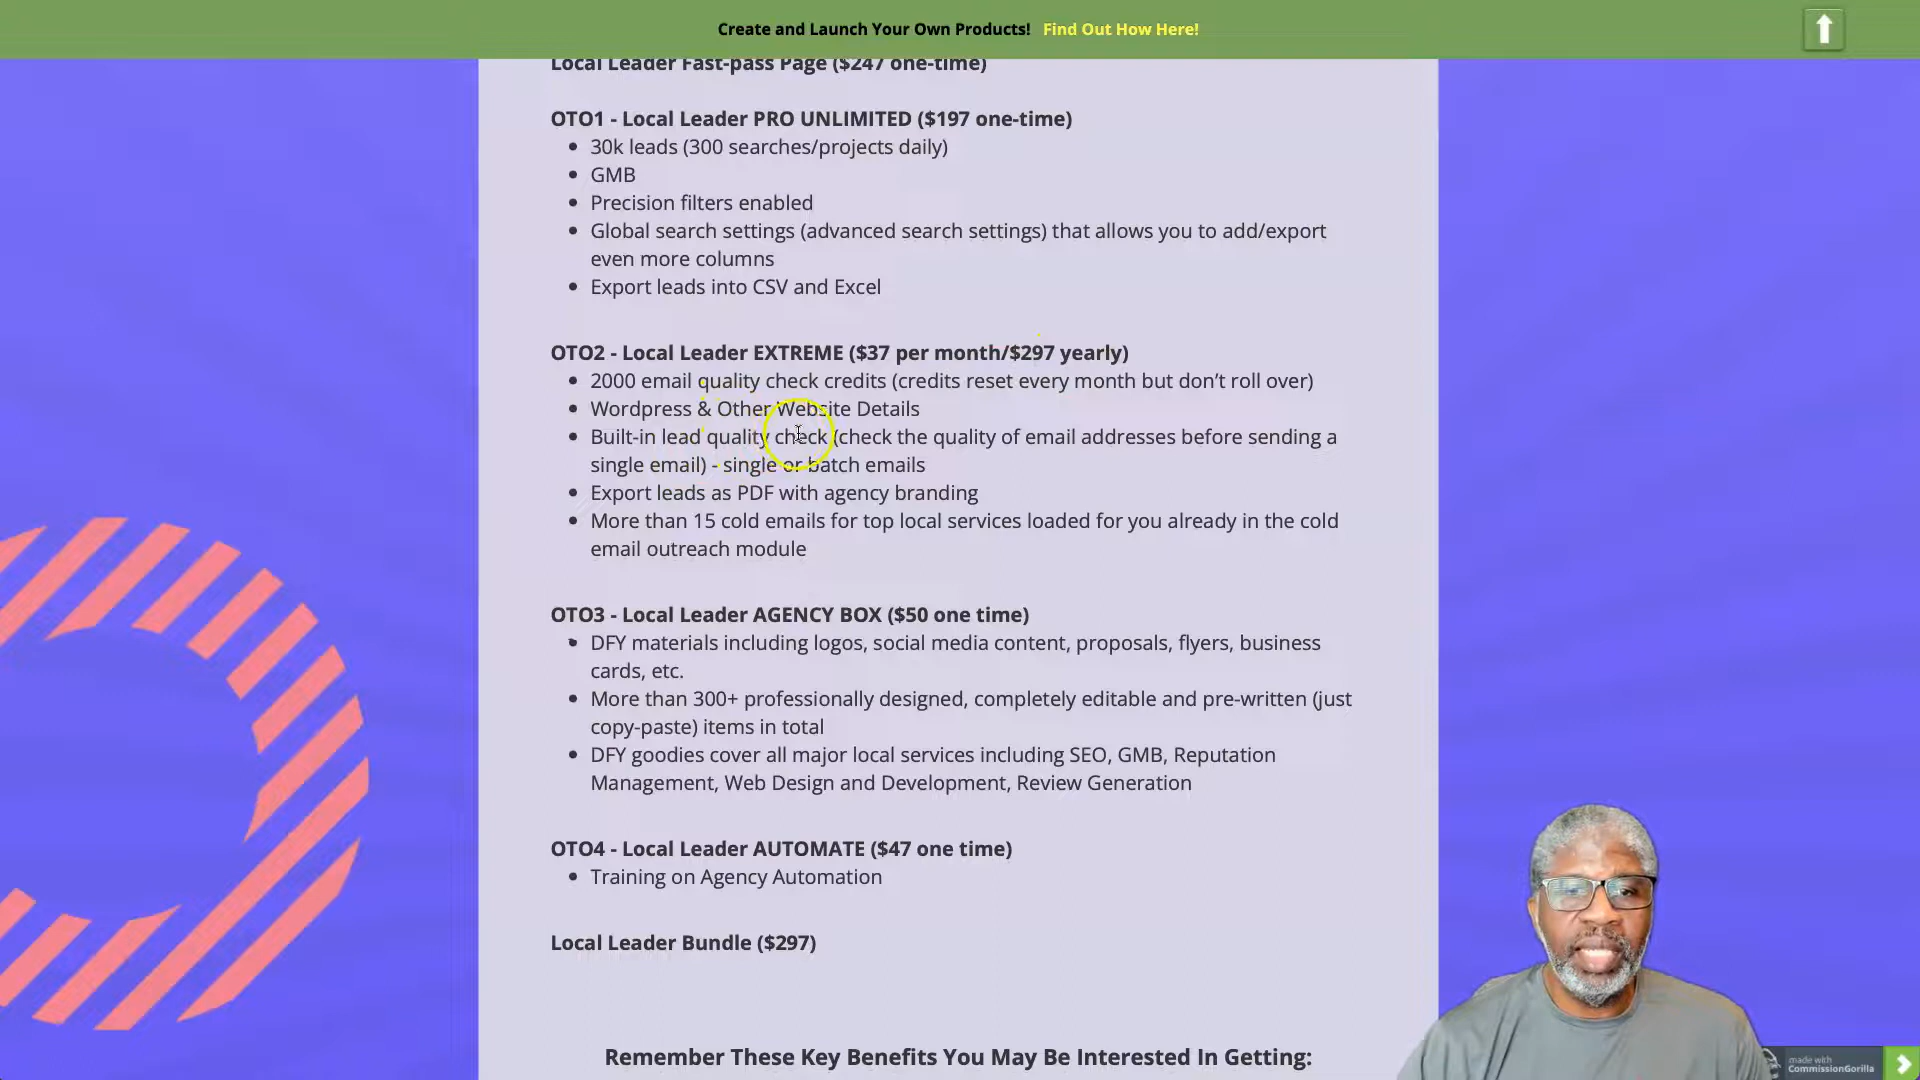 Create and Launch Your Own Products! Find Out How Here!
Local Leader Fast-pass Page ($247 one-time)
OTO1 - Local Leader PRO UNLIMITED ($197 one-time)
30k leads (300 searches/projects daily)
GMB
Precision filters enabled
Global search settings (advanced search settings) that allows you to add/export
even more columns
Export leads into CSV and Excel
OTO2 - Local Leader EXTREME ($37 per month/$297 yearly)
2000 email quality check credits (credits reset every month but don't roll over)
Wordpress & Other Website Details
Built-in lead quality check (check the quality of email addresses before sending a
single email) - single or batch emails
Export leads as PDF with agency branding
More than 15 cold emails for top local services loaded for you already in the cold
email outreach module
OTO3 - Local Leader AGENCY BOX ($50 one time)
DFY materials including logos, social media content, proposals, flyers, business
cards, etc.
More than 300+ professionally designed, completely editable and pre-written (just
copy-paste) items in total
DFY goodies cover all major local services including SEO, GMB, Reputation
Management, Web Design and Development, Review Generation
OTO4 - Local Leader AUTOMATE ($47 one time)
Training on Agency Automation
Local Leader Bundle ($297)
Remember These Key Benefits You May Be Interested In Getting:
made with
CommissionGorilla